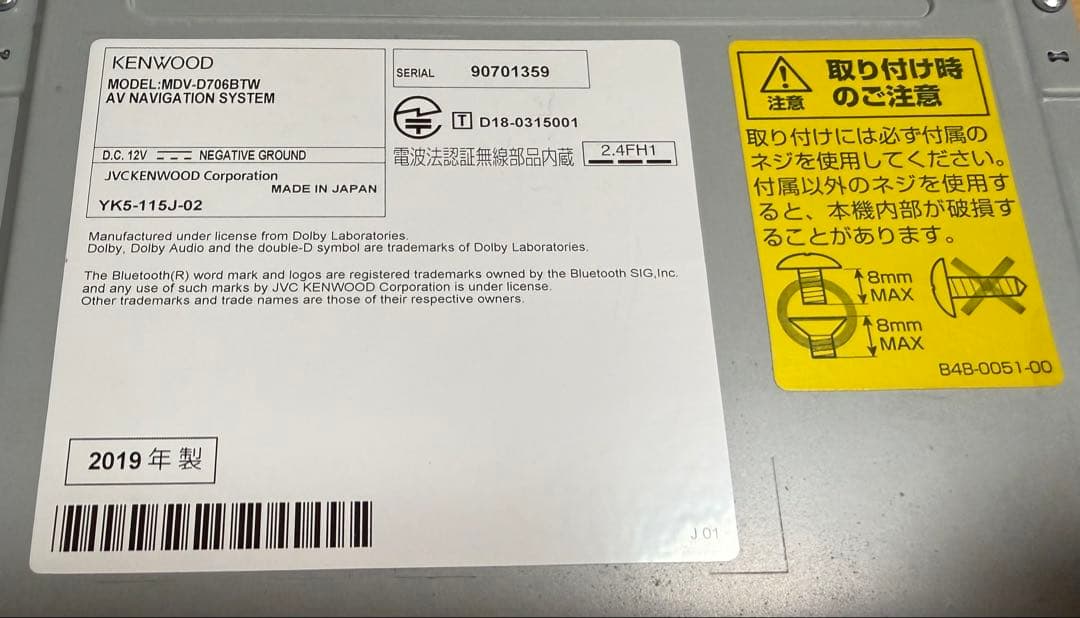 KENWOOD
MODEL:MDV-D706BTW
AV NAVIGATION SYSTEM
D.C. 12V NEGATIVE GROUND
JVCKENWOOD Corporation
MADE IN JAPAN
YK5-115J-02
SERIAL 90701359
T D18-0315001
電波法認証無線部品内蔵 2.4FH1
Manufactured under license from Dolby Laboratories.
Dolby, Dolby Audio and the double-D symbol are trademarks of Dolby Laboratories.
The Bluetooth(R) word mark and logos are registered trademarks owned by the Bluetooth SIG,Inc.
and any use of such marks by JVC KENWOOD Corporation is under license.
Other trademarks and trade names are those of their respective owners.
2019 年 製
J 01
注意
取り付け時
のご注意
取り付けには必ず付属の
ネジを使用してください。
付属以外のネジを使用す
ると、本機内部が破損す
ることがあります。
8mm
MAX
8mm
MAX
B4B-0051-00